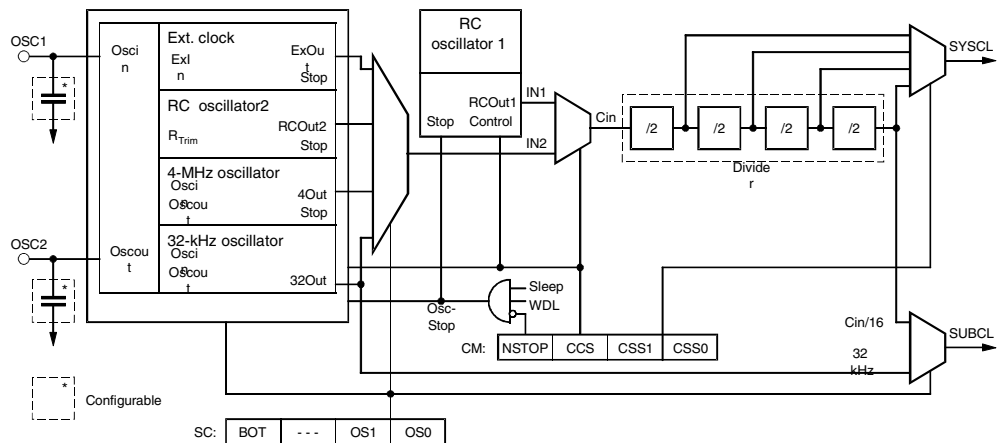 OSC1
Osci
n
Ext. clock
ExI
n
ExOu
t
Stop
RC oscillator2
RTrim
RCOut2
Stop
4-MHz oscillator
Osci
n
Oscou
t
4Out
Stop
32-kHz oscillator
Osci
n
Oscou
t
32Out
OSC2
Oscou
t
*
*
*
Configurable
RC
oscillator 1
RCOut1
Stop
Control
IN1
IN2
Cin
/2
/2
/2
/2
Divide
r
SYSCL
Osc-
Stop
Sleep
WDL
CM:
NSTOP
CCS
CSS1
CSS0
Cin/16
32
kHz
SUBCL
SC:
BOT
- - -
OS1
OS0